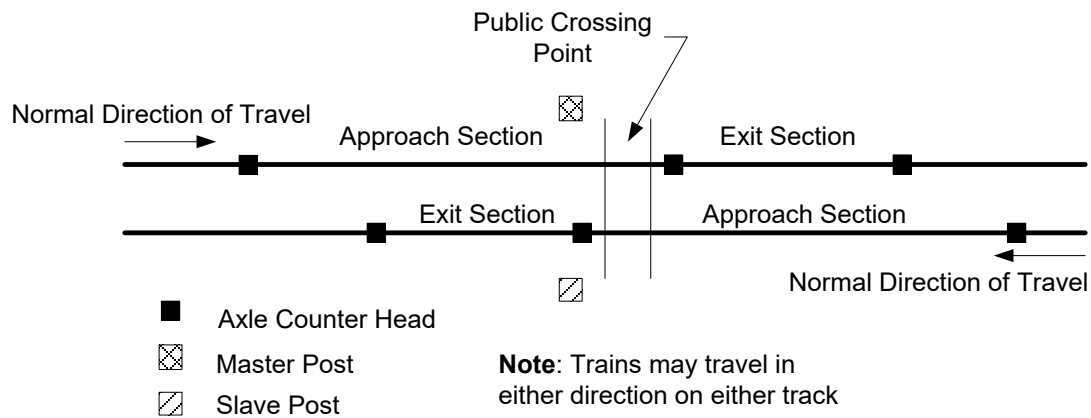 Public Crossing
Point
Normal Direction of Travel
Approach Section
Exit Section
Exit Section
Approach Section
Normal Direction of Travel
Axle Counter Head
Master Post
Slave Post
Note: Trains may travel in
either direction on either track